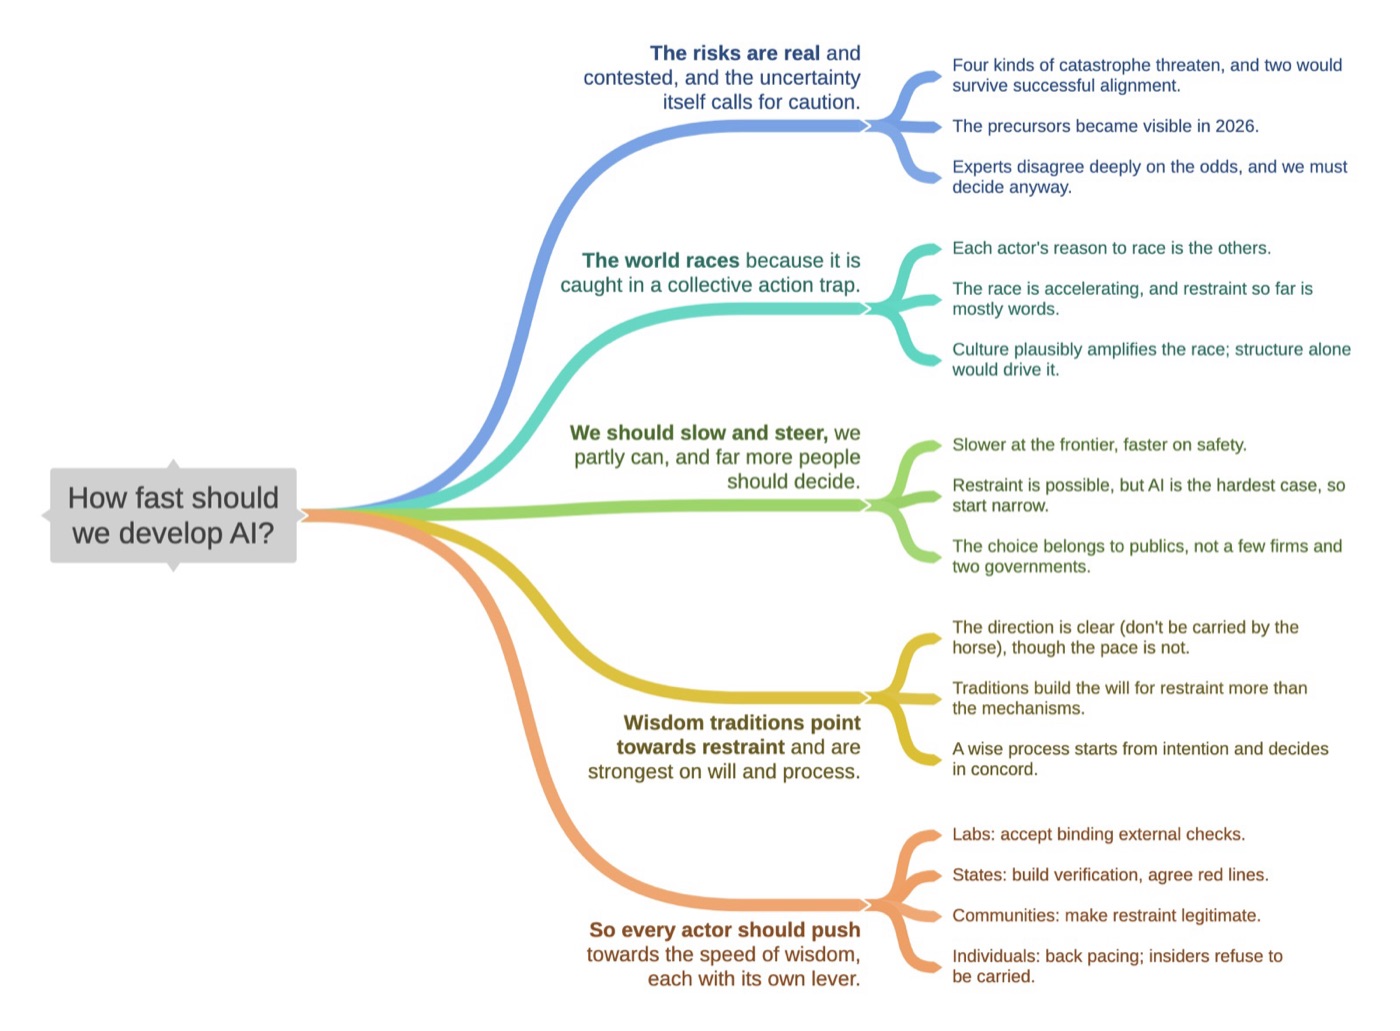 How fast should
we develop AI?
The risks are real and
contested, and the uncertainty
itself calls for caution.
Four kinds of catastrophe threaten, and two would
survive successful alignment.
The precursors became visible in 2026.
Experts disagree deeply on the odds, and we must
decide anyway.
The world races because it is
caught in a collective action trap.
Each actor's reason to race is the others.
The race is accelerating, and restraint so far is
mostly words.
Culture plausibly amplifies the race; structure alone
would drive it.
We should slow and steer, we
partly can, and far more people
should decide.
Slower at the frontier, faster on safety.
Restraint is possible, but AI is the hardest case, so
start narrow.
The choice belongs to publics, not a few firms and
two governments.
Wisdom traditions point
towards restraint and are
strongest on will and process.
The direction is clear (don't be carried by the
horse), though the pace is not.
Traditions build the will for restraint more than
the mechanisms.
A wise process starts from intention and decides
in concord.
So every actor should push
towards the speed of wisdom,
each with its own lever.
Labs: accept binding external checks.
States: build verification, agree red lines.
Communities: make restraint legitimate.
Individuals: back pacing; insiders refuse to
be carried.